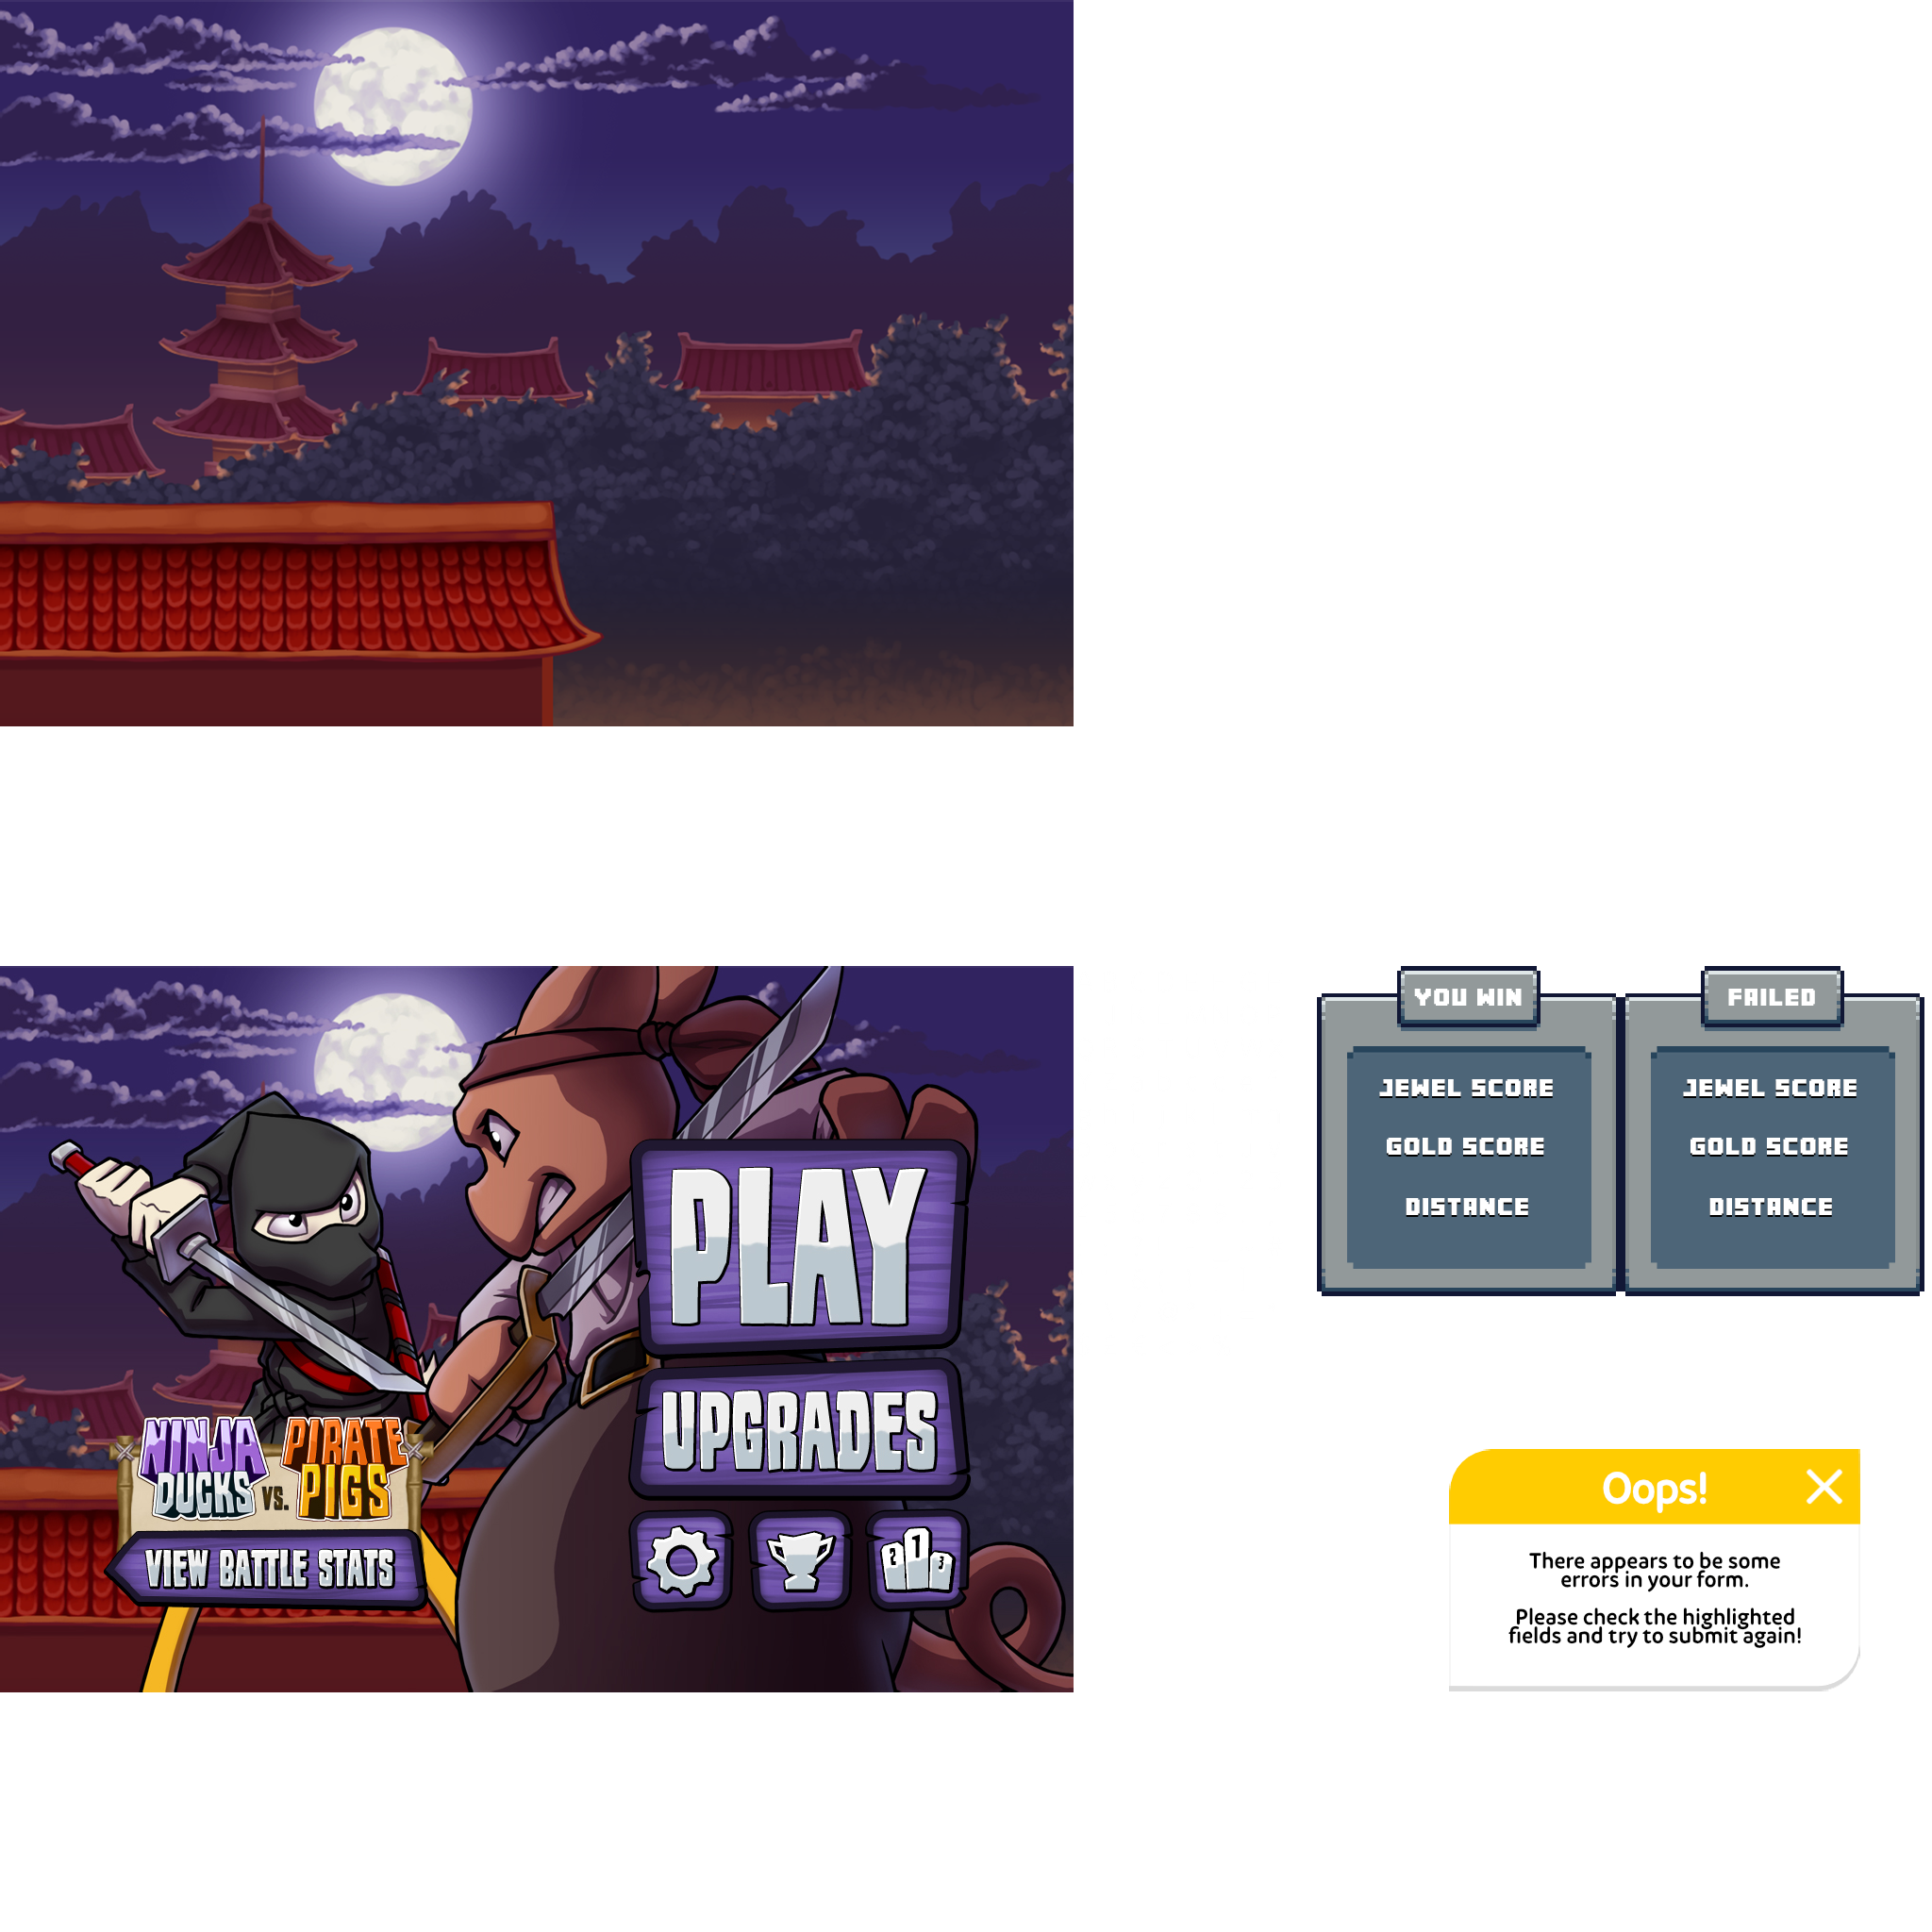 YOU WIN
JEWEL SCORE
GOLD SCORE
DISTANCE
FAILED
JEWEL SCORE
GOLD SCORE
DISTANCE
PLAY
UPGRADES
2 1 3
NINJA DUCKS VS. PIRATE PIGS
VIEW BATTLE STATS
Oops!
There appears to be some
errors in your form.
Please check the highlighted
fields and try to submit again!